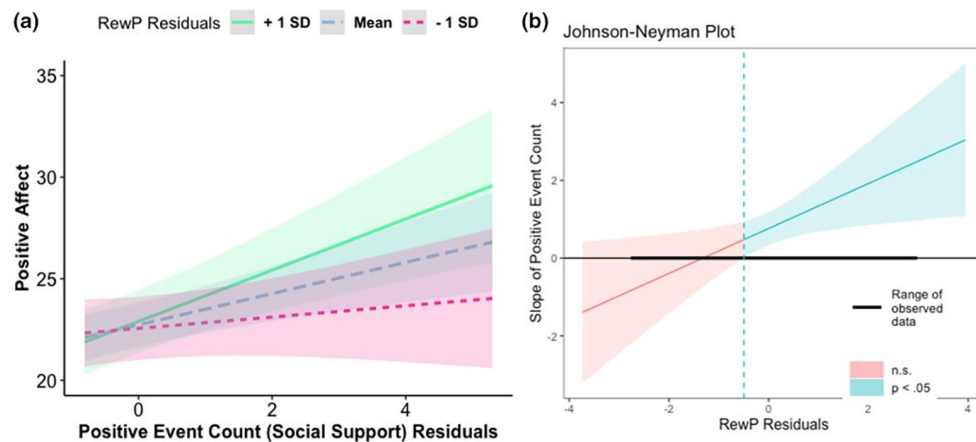 (a)
RewP Residuals + 1 SD Mean - 1 SD
35
30
25
20
Positive Affect
0 2 4
Positive Event Count (Social Support) Residuals
(b)
Johnson-Neyman Plot
4
2
0
-2
Slope of Positive Event Count
Range of
observed
data
n.s.
p < .05
-4 -2 0 2 4
RewP Residuals